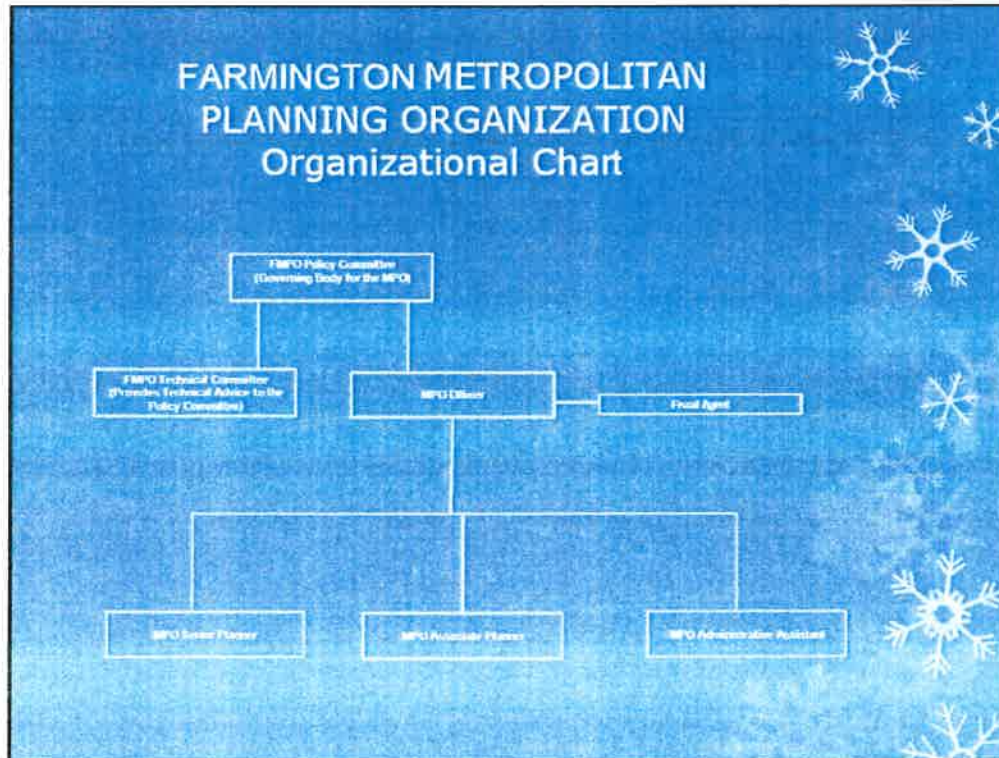 FARMINGTON METROPOLITAN
PLANNING ORGANIZATION
Organizational Chart
FMPO Policy Committee
(Governing Body for the MPO)
FMPO Technical Committee
(Provides Technical Advice to the
Policy Committee)
MPO Officer
Fiscal Agent
MPO Senior Planner
MPO Associate Planner
MPO Administrative Assistant